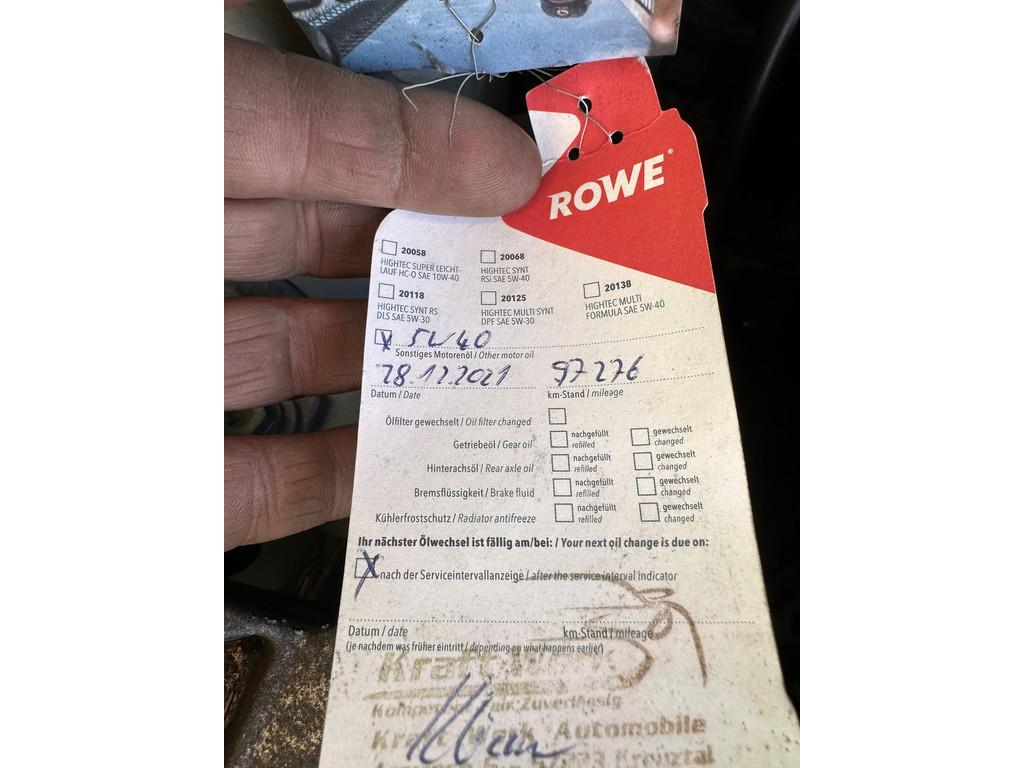 ROWE®
20058
HIGHTEC SUPER LEICHT-
LAUF HC-O SAE 10W-40
20068
HIGHTEC SYNT
RSi SAE 5W-40
20118
HIGHTEC SYNT RS
DLS SAE 5W-30
20125
HIGHTEC MULTI SYNT
DPF SAE 5W-30
20138
HIGHTEC MULTI
FORMULA SAE 5W-40
5W40
Sonstiges Motorenöl / Other motor oil
28.12.2021 97276
Datum / Date km-Stand / mileage
Ölfilter gewechselt / Oil filter changed
Getriebeöl / Gear oil nachgefüllt refilled gewechselt changed
Hinterachsöl / Rear axle oil nachgefüllt refilled gewechselt changed
Bremsflüssigkeit / Brake fluid nachgefüllt refilled gewechselt changed
Kühlerfrostschutz / Radiator antifreeze nachgefüllt refilled gewechselt changed
Ihr nächster Ölwechsel ist fällig am/bei: / Your next oil change is due on:
X nach der Serviceintervallanzeige / after the service interval indicator
Datum / date km-Stand / mileage
(je nachdem was früher eintritt / depending on what happens earlier)
Kraft
Zuverlässig
Kraft Werk Automobile
Kreuztal